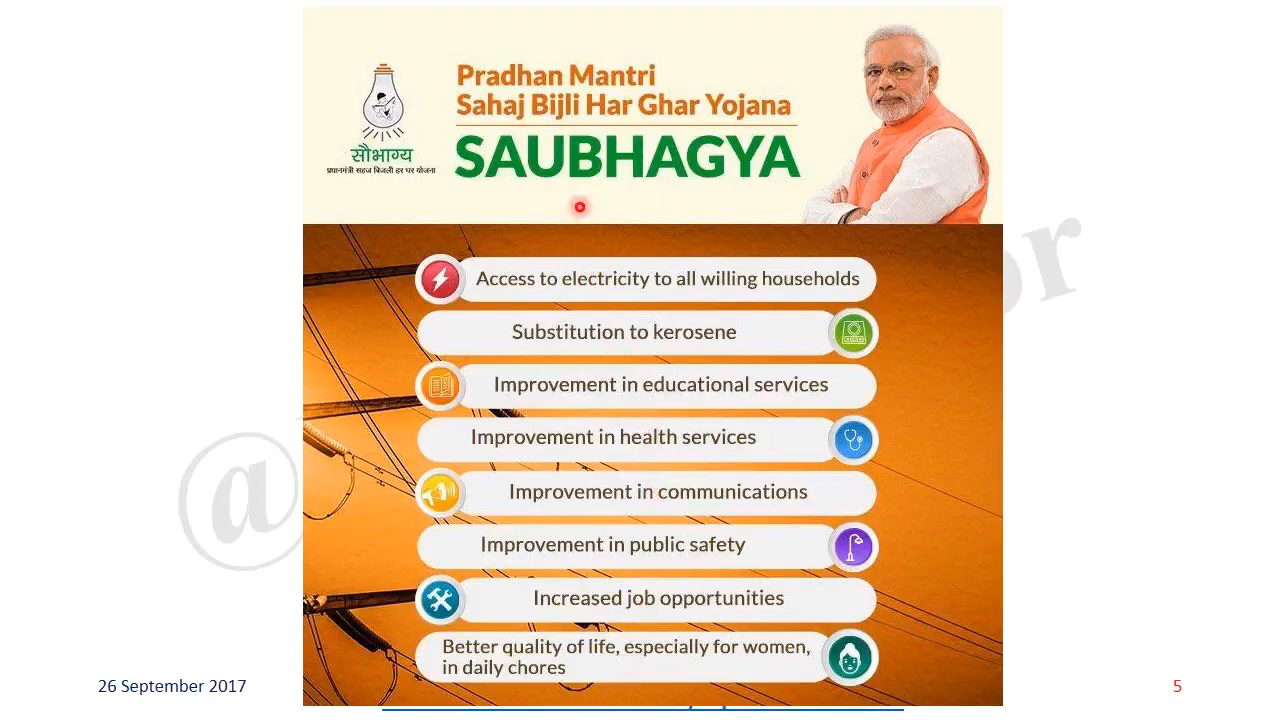 Pradhan Mantri
Sahaj Bijli Har Ghar Yojana
SAUBHAGYA
सौभाग्य
प्रधानमंत्री सहज बिजली हर घर योजना
Access to electricity to all willing households
Substitution to kerosene
Improvement in educational services
Improvement in health services
Improvement in communications
Improvement in public safety
Increased job opportunities
Better quality of life, especially for women,
in daily chores
26 September 2017
5